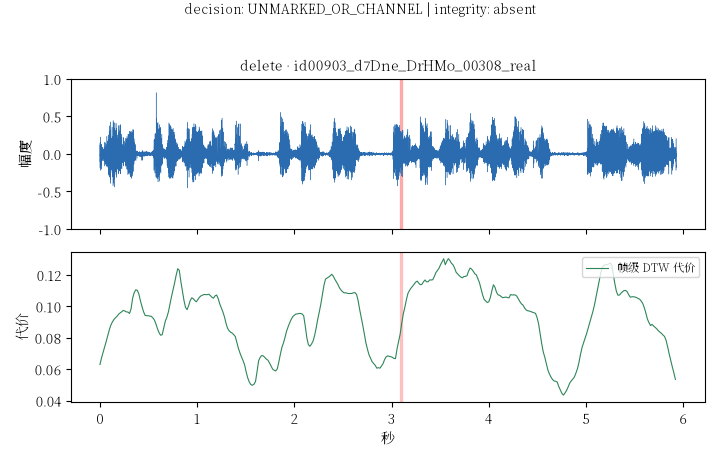 decision: UNMARKED_OR_CHANNEL | integrity: absent
delete · id00903_d7Dne_DrHMo_00308_real
1.0
0.5
0.0
-0.5
-1.0
幅度
帧级 DTW 代价
0.12
0.10
0.08
0.06
0.04
代价
0 1 2 3 4 5 6
秒